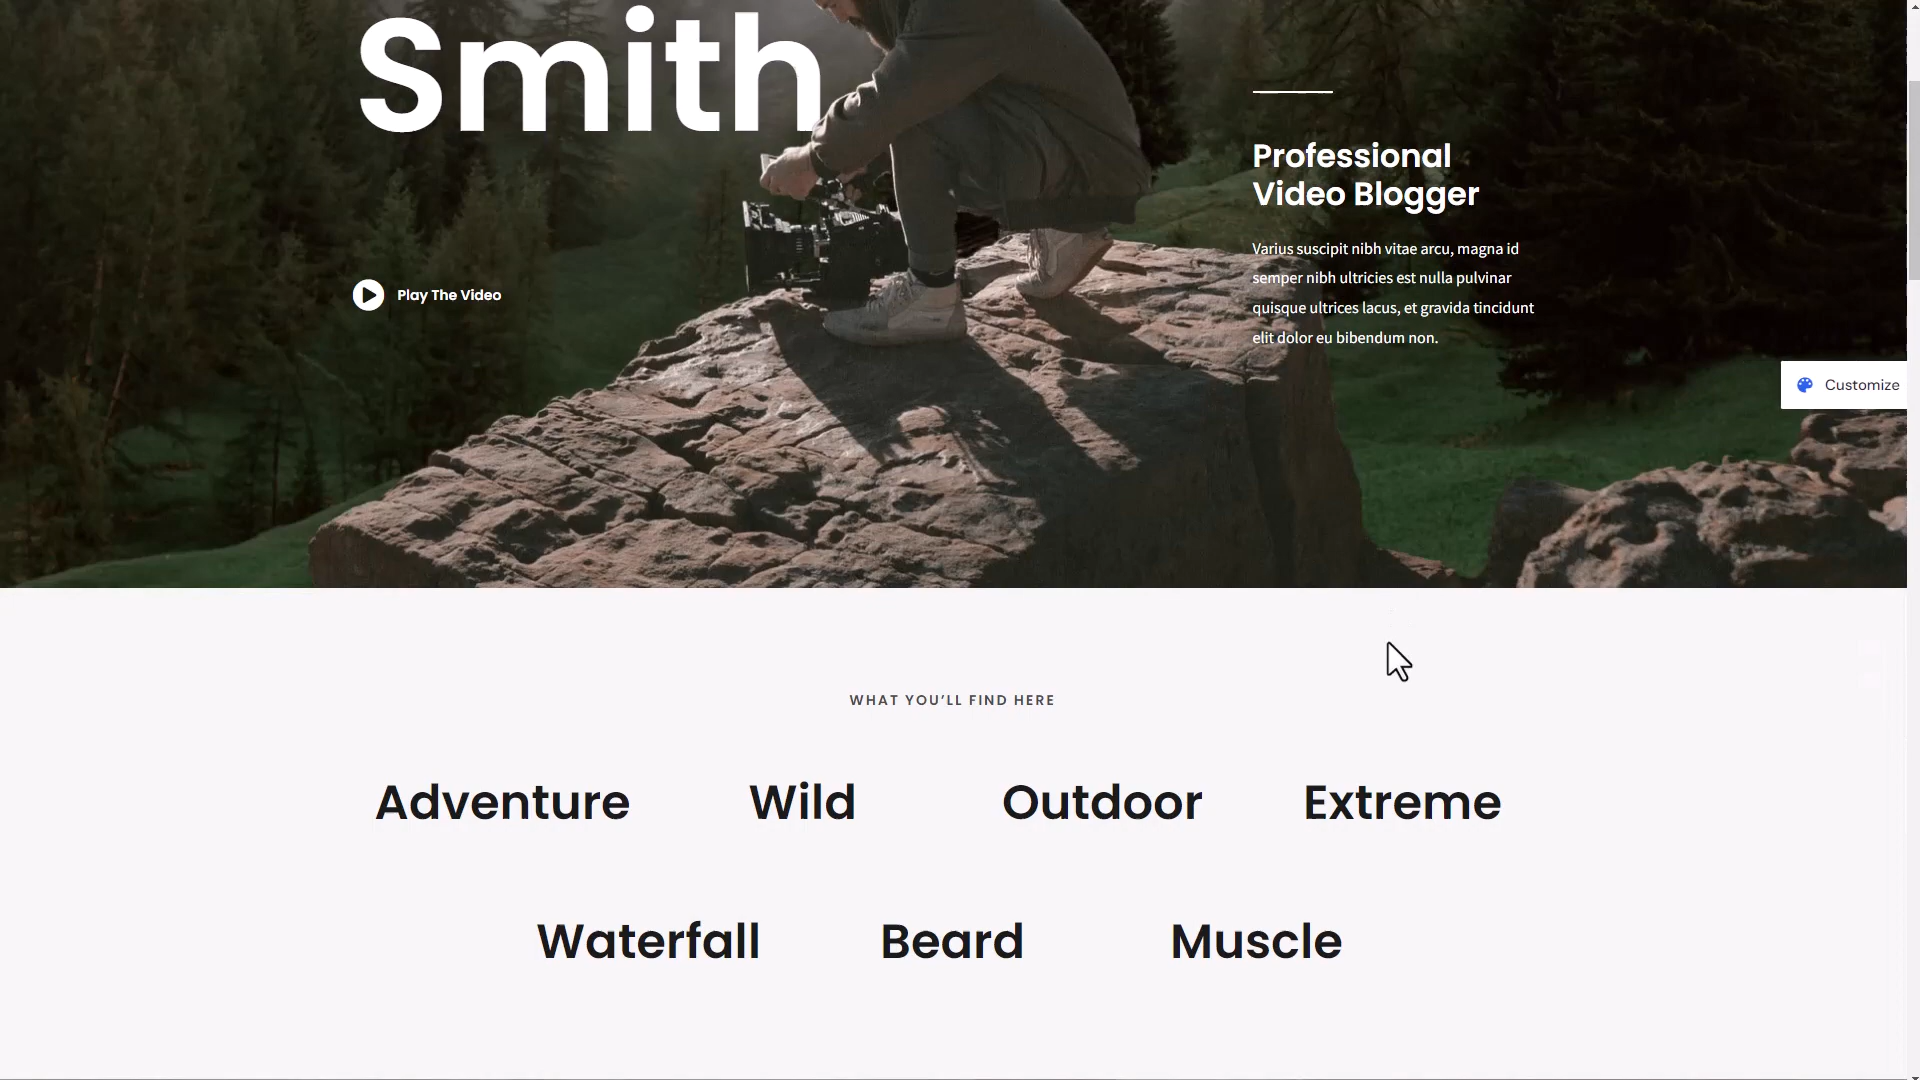 Smith
Professional
Video Blogger
Varius suscipit nibh vitae arcu, magna id
semper nibh ultricies est nulla pulvinar
quisque ultrices lacus, et gravida tincidunt
elit dolor eu bibendum non.
Play The Video
Customize
WHAT YOU’LL FIND HERE
Adventure Wild Outdoor Extreme
Waterfall Beard Muscle